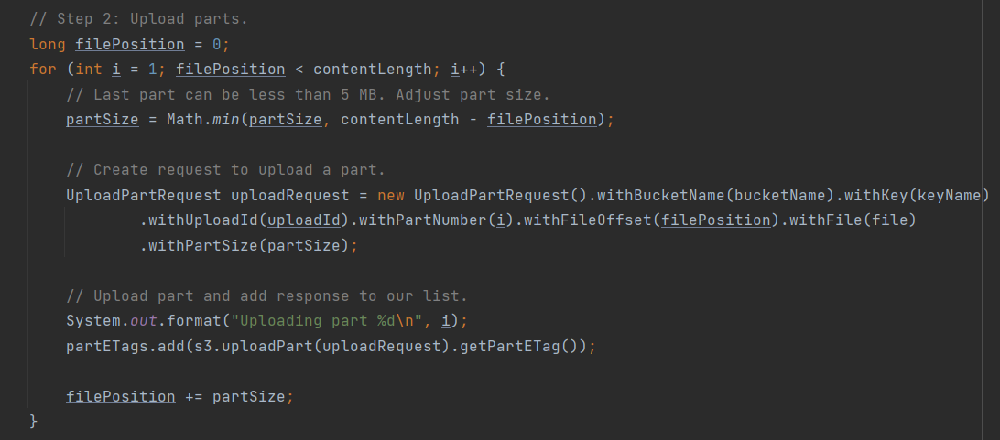 // Step 2: Upload parts.
long filePosition = 0;
for (int i = 1; filePosition < contentLength; i++) {
// Last part can be less than 5 MB. Adjust part size.
partSize = Math.min(partSize, contentLength - filePosition);
// Create request to upload a part.
UploadPartRequest uploadRequest = new UploadPartRequest().withBucketName(bucketName).withKey(keyName)
.withUploadId(uploadId).withPartNumber(i).withFileOffset(filePosition).withFile(file)
.withPartSize(partSize);
// Upload part and add response to our list.
System.out.format("Uploading part %d\n", i);
partETags.add(s3.uploadPart(uploadRequest).getPartETag());
filePosition += partSize;
}